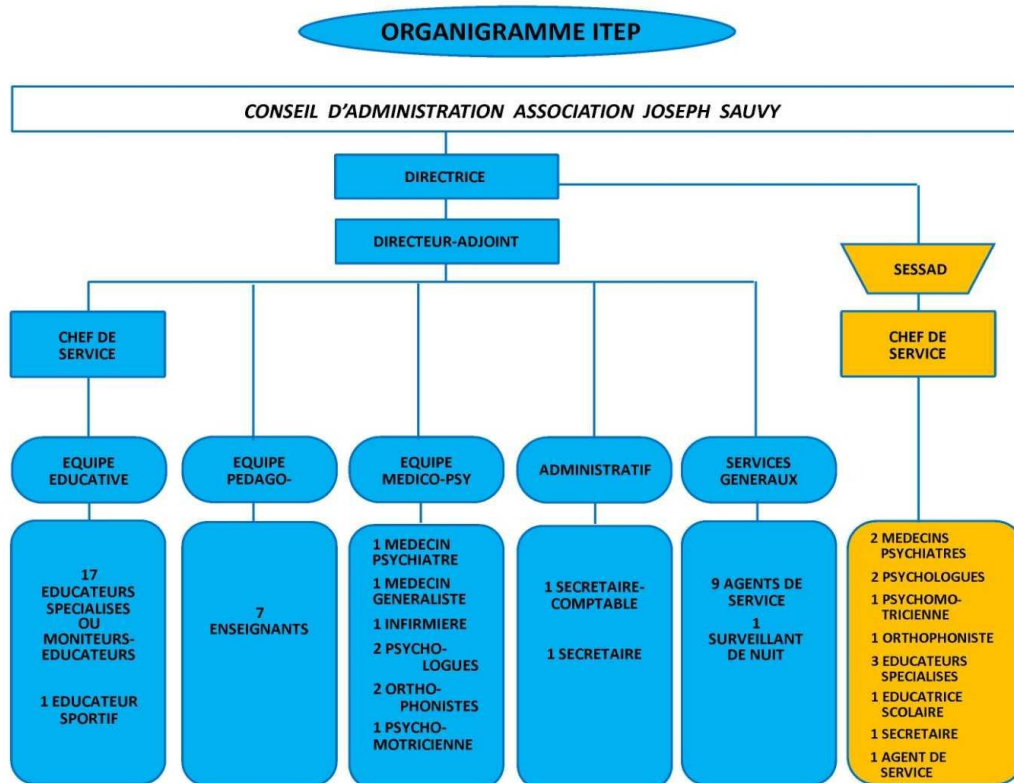 ORGANIGRAMME ITEP
CONSEIL D'ADMINISTRATION ASSOCIATION JOSEPH SAUVY
DIRECTRICE
DIRECTEUR-ADJOINT
SESSAD
CHEF DE
SERVICE
CHEF DE
SERVICE
EQUIPE
EDUCATIVE
EQUIPE
PEDAGO-
EQUIPE
MEDICO-PSY
ADMINISTRATIF
SERVICES
GENERAUX
17
EDUCATEURS
SPECIALISES
OU
MONITEURS-
EDUCATEURS
1 EDUCATEUR
SPORTIF
7
ENSEIGNANTS
1 MEDECIN
PSYCHIATRE
1 MEDECIN
GENERALISTE
1 INFIRMIERE
2 PSYCHO-
LOGUES
2 ORTHO-
PHONISTES
1 PSYCHO-
MOTRICIENNE
1 SECRETAIRE-
COMPTABLE
1 SECRETAIRE
9 AGENTS DE
SERVICE
1
SURVEILLANT
DE NUIT
2 MEDECINS
PSYCHIATRES
2 PSYCHOLOGUES
1 PSYCHOMO-
TRICIENNE
1 ORTHOPHONISTE
3 EDUCATEURS
SPECIALISES
1 EDUCATRICE
SCOLAIRE
1 SECRETAIRE
1 AGENT DE
SERVICE